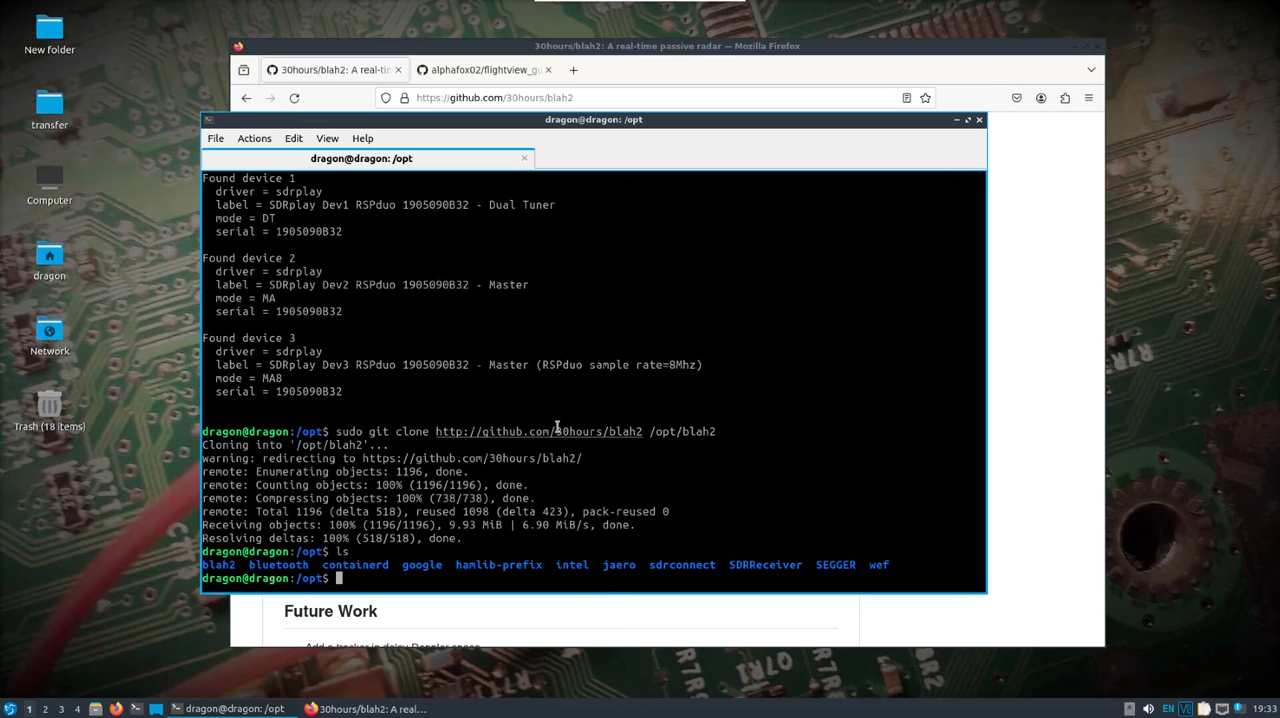 New folder
transfer
Computer
dragon
Network
Trash (18 items)
30hours/blah2: A real-time passive radar — Mozilla Firefox
30hours/blah2: A real-tin
alphafox02/flightview_gu
https://github.com/30hours/blah2
dragon@dragon: /opt
File Actions Edit View Help
dragon@dragon: /opt
Found device 1
driver = sdrplay
label = SDRplay Dev1 RSPduo 1905090B32 - Dual Tuner
mode = DT
serial = 1905090B32
Found device 2
driver = sdrplay
label = SDRplay Dev2 RSPduo 1905090B32 - Master
mode = MA
serial = 1905090B32
Found device 3
driver = sdrplay
label = SDRplay Dev3 RSPduo 1905090B32 - Master (RSPduo sample rate=8Mhz)
mode = MA8
serial = 1905090B32
dragon@dragon:/opt$ sudo git clone http://github.com/30hours/blah2 /opt/blah2
Cloning into '/opt/blah2'...
warning: redirecting to https://github.com/30hours/blah2/
remote: Enumerating objects: 1196, done.
remote: Counting objects: 100% (1196/1196), done.
remote: Compressing objects: 100% (738/738), done.
remote: Total 1196 (delta 518), reused 1098 (delta 423), pack-reused 0
Receiving objects: 100% (1196/1196), 9.93 MiB | 6.90 MiB/s, done.
Resolving deltas: 100% (518/518), done.
dragon@dragon:/opt$ ls
blah2 bluetooth containerd google hamlib-prefix intel jaero sdrconnect SDRReceiver SEGGER wef
dragon@dragon:/opt$
Future Work
Add a tracker in delay Doppler space
1 2 3 4 dragon@dragon: /opt 30hours/blah2: A real... EN 19:33